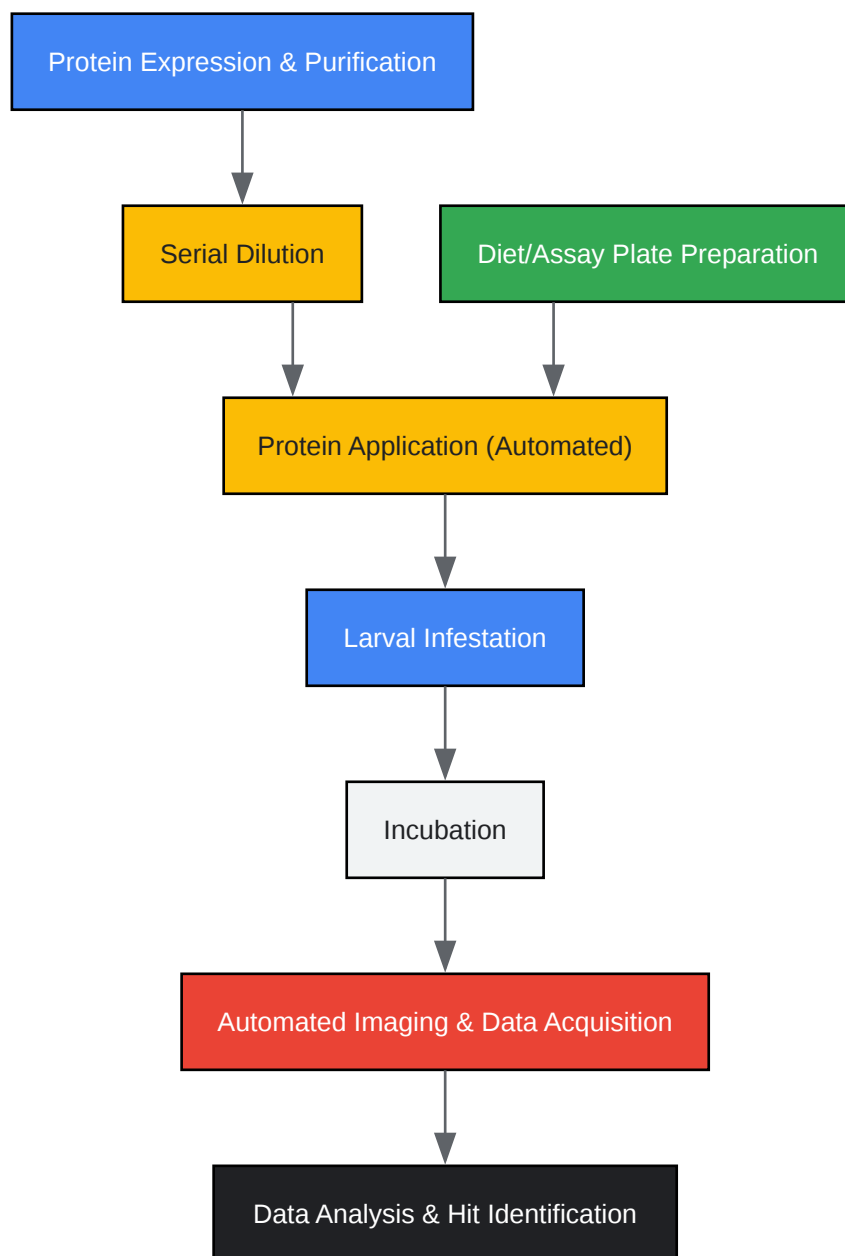 Protein Expression & Purification
Serial Dilution
Diet/Assay Plate Preparation
Protein Application (Automated)
Larval Infestation
Incubation
Automated Imaging & Data Acquisition
Data Analysis & Hit Identification